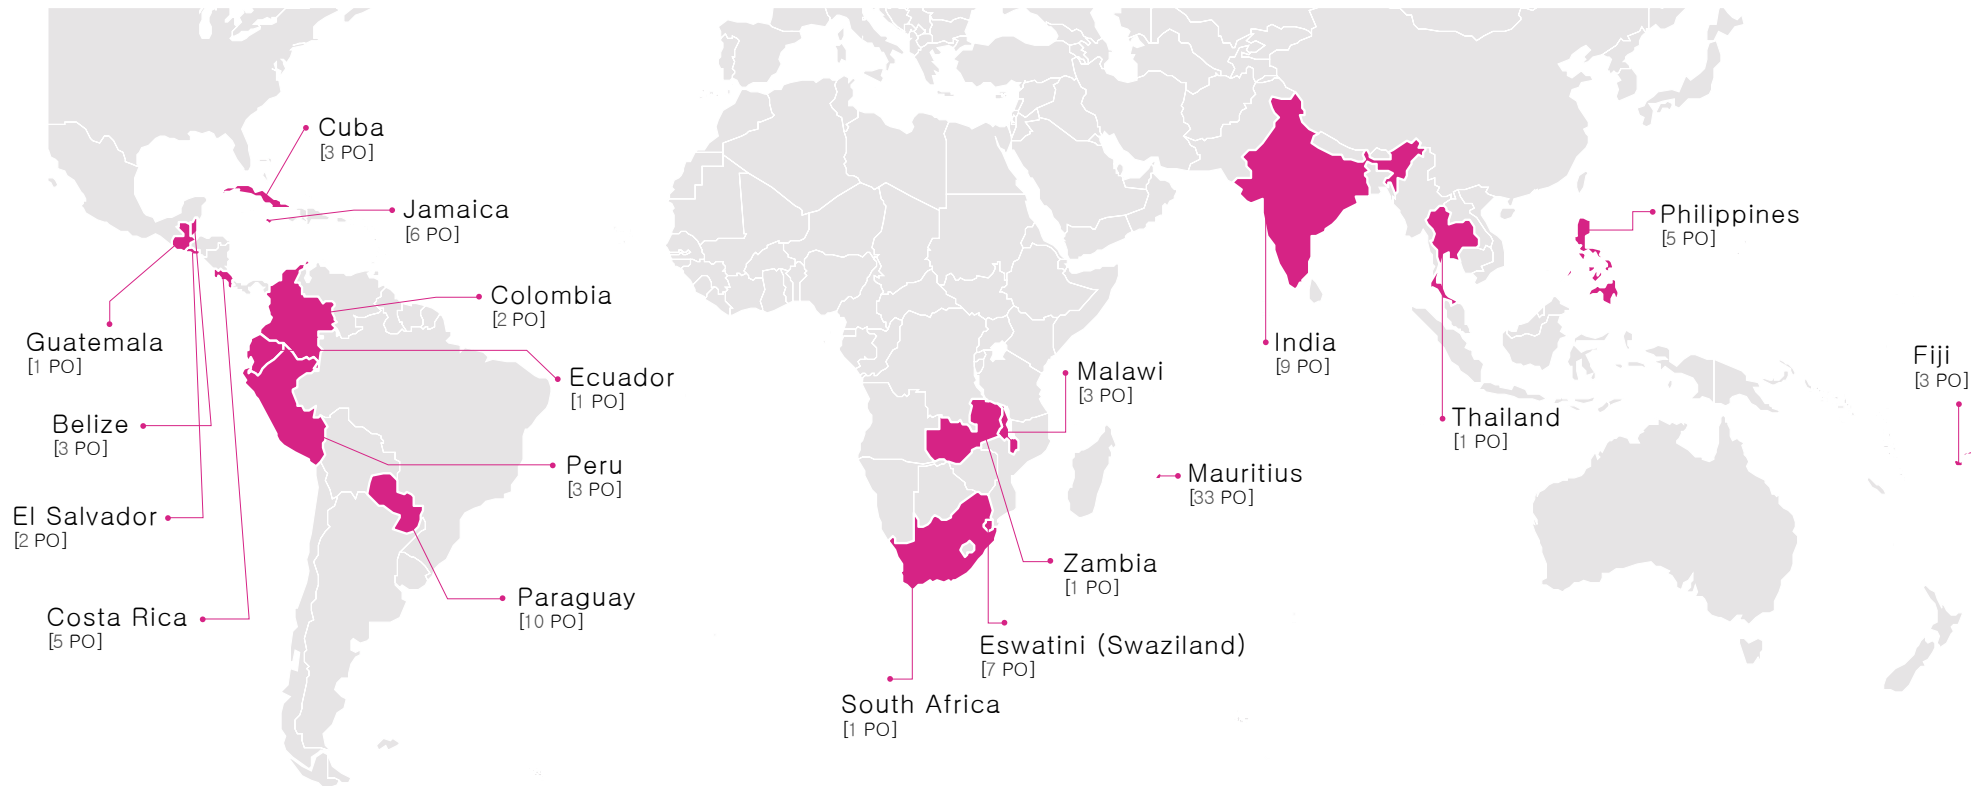 Cuba
[3 PO]
Jamaica
[6 PO]
Colombia
[2 PO]
Guatemala
[1 PO]
Ecuador
[1 PO]
Belize
[3 PO]
Peru
[3 PO]
El Salvador
[2 PO]
Paraguay
[10 PO]
Costa Rica
[5 PO]
Philippines
[5 PO]
India
[9 PO]
Fiji
[3 PO]
Malawi
[3 PO]
Thailand
[1 PO]
Mauritius
[33 PO]
Zambia
[1 PO]
Eswatini (Swaziland)
[7 PO]
South Africa
[1 PO]